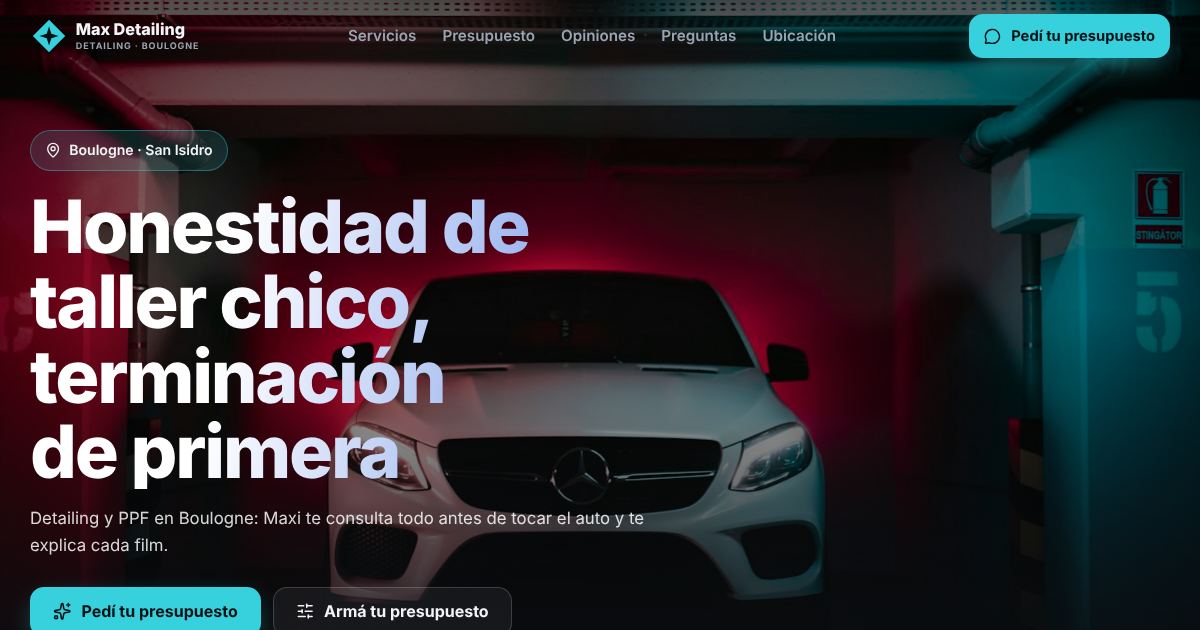 Max Detailing
DETAILING · BOULOGNE
Servicios
Presupuesto
Opiniones
Preguntas
Ubicación
Pedí tu presupuesto
Boulogne · San Isidro
Honestidad de
taller chico,
terminación
de primera
STINGĂTOR
5
Detailing y PPF en Boulogne: Maxi te consulta todo antes de tocar el auto y te
explica cada film.
Pedí tu presupuesto
Armá tu presupuesto